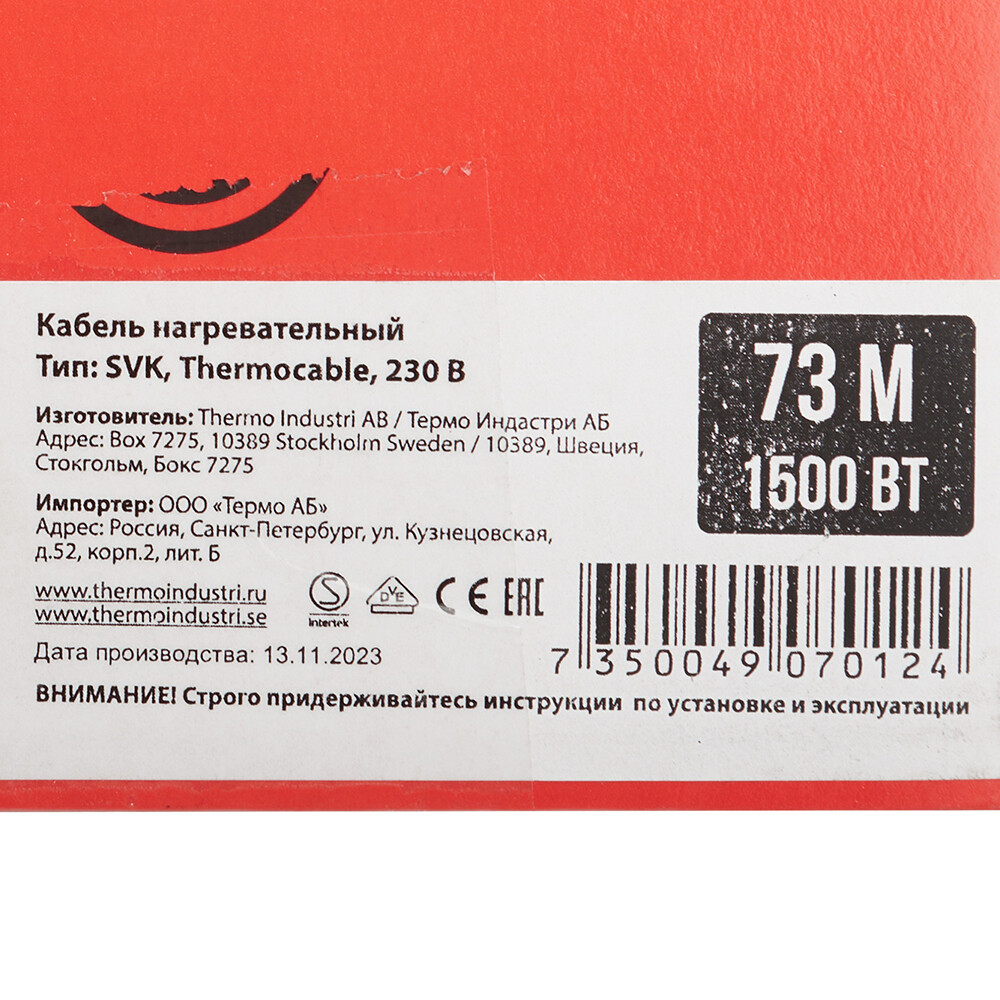 Кабель нагревательный
Тип: SVK, Thermocable, 230 В
73 М
1500 ВТ
Изготовитель: Thermo Industri AB / Термо Индастри АБ
Адрес: Box 7275, 10389 Stockholm Sweden / 10389, Швеция,
Стокгольм, Бокс 7275
Импортер: ООО «Термо АБ»
Адрес: Россия, Санкт-Петербург, ул. Кузнецовская,
д.52, корп.2, лит. Б
www.thermoindustri.ru
www.thermoindustri.se
S
Intertek
DVE
CE EAC
Дата производства: 13.11.2023
7 350049 070124
ВНИМАНИЕ! Строго придерживайтесь инструкции по установке и эксплуатации